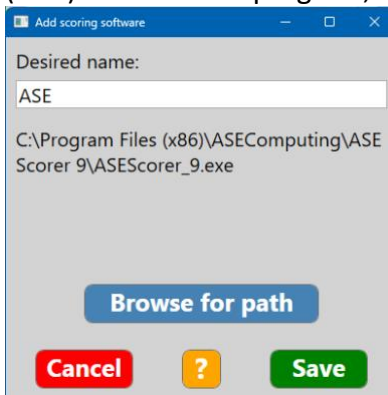 Add scoring software
Desired name:
ASE
C:\Program Files (x86)\ASEComputing\ASE
Scorer 9\ASEScorer_9.exe
Browse for path
Cancel
?
Save